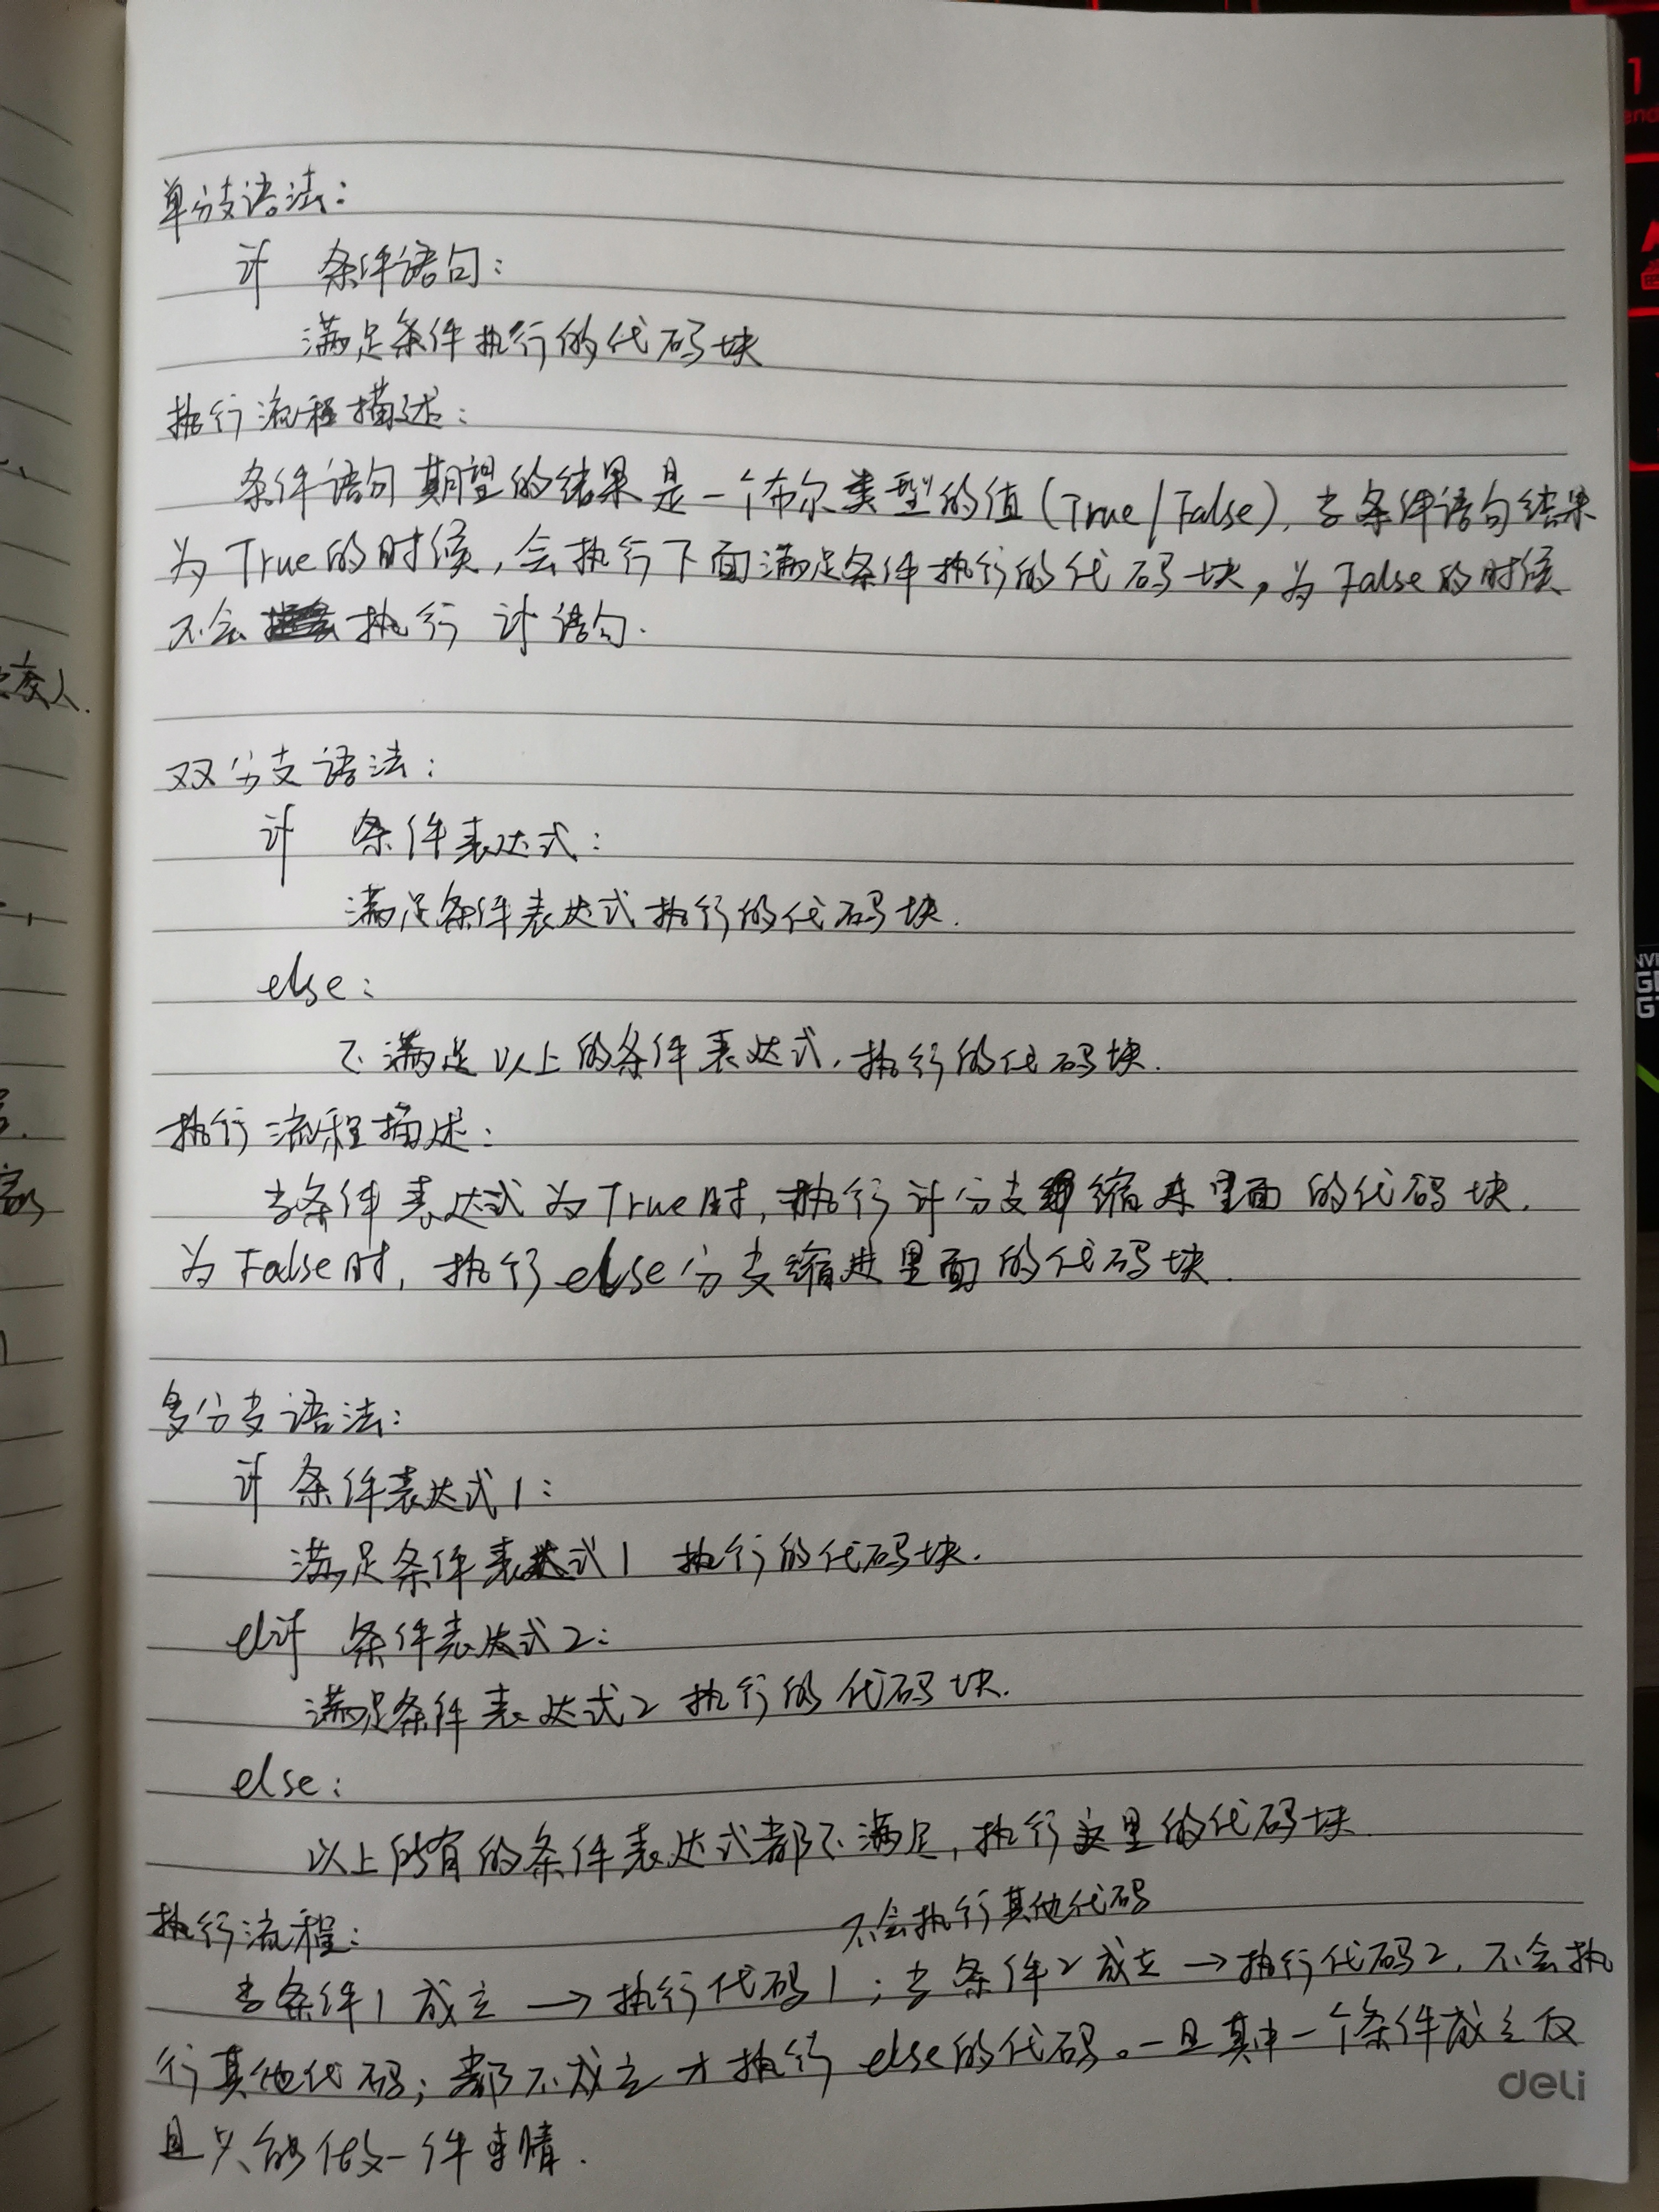 单分支语法:
if 条件语句:
满足条件执行的代码块
执行流程描述:
条件语句期望的结果是一个布尔类型的值(True/False),当条件语句结果
为True的时候,会执行下面满足条件执行的代码块,为False的时候
不会执行 if 语句.
双分支语法:
if 条件表达式:
满足条件表达式执行的代码块.
else:
不满足以上的条件表达式,执行的代码块.
执行流程描述:
当条件表达式为True时,执行 if 分支缩进里面的代码块.
为False时,执行else分支缩进里面的代码块.
多分支语法:
if 条件表达式1:
满足条件表达式1 执行的代码块.
elif 条件表达式2:
满足条件表达式2 执行的代码块.
else:
以上所有的条件表达式都不满足,执行这里的代码块.
不会执行其他代码
执行流程:
当条件1 成立 → 执行代码1;当条件2成立 → 执行代码2,不会执
行其他代码;都不成立才执行 else的代码。一旦其中一个条件成立仅
且只能做一件事情.
deli